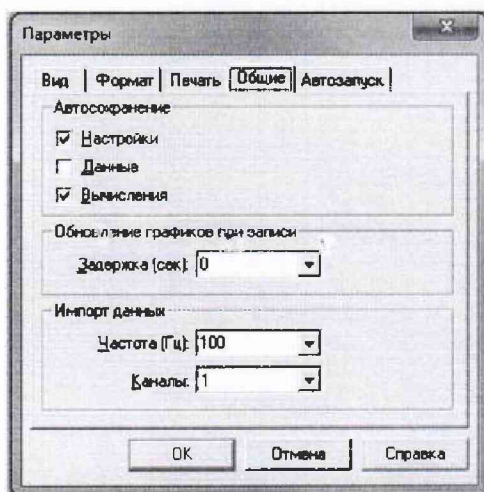 Параметры
Вид Формат Печать Общие Автозапуск
Автосохранение
Настройки
Данные
Вычисления
Обновление графиков при записи
Задержка (сек): 0
Импорт данных
Частота (Гц): 100
Каналы: 1
OK Отмена Справка